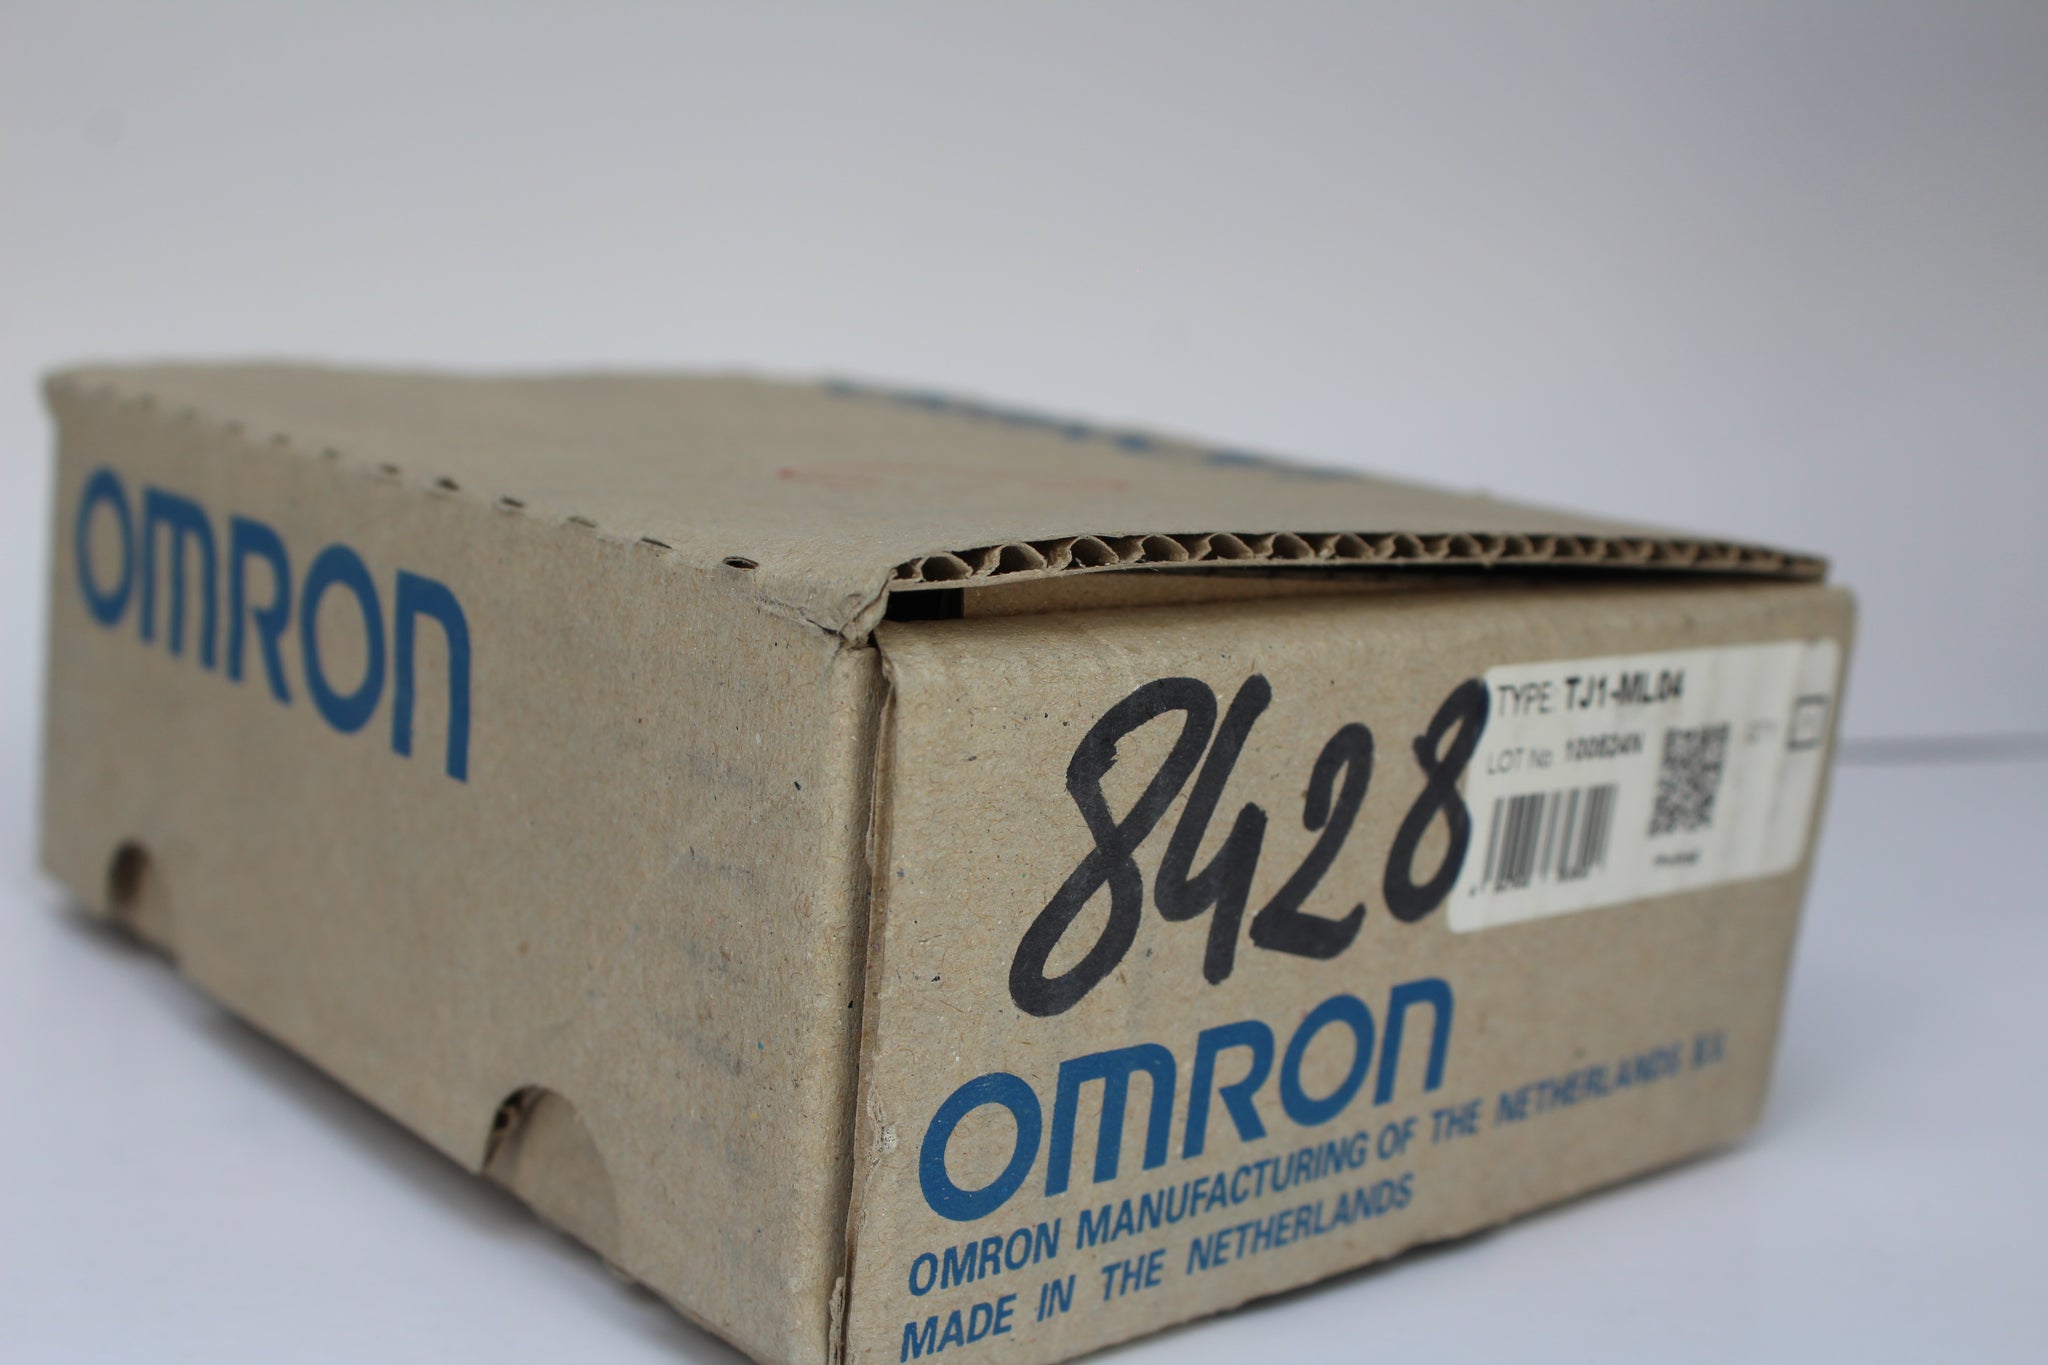 OMRON
8428
TYPE: TJ1-ML04
LOT No.
OMRON
OMRON MANUFACTURING OF THE NETHERLANDS B.V.
MADE IN THE NETHERLANDS